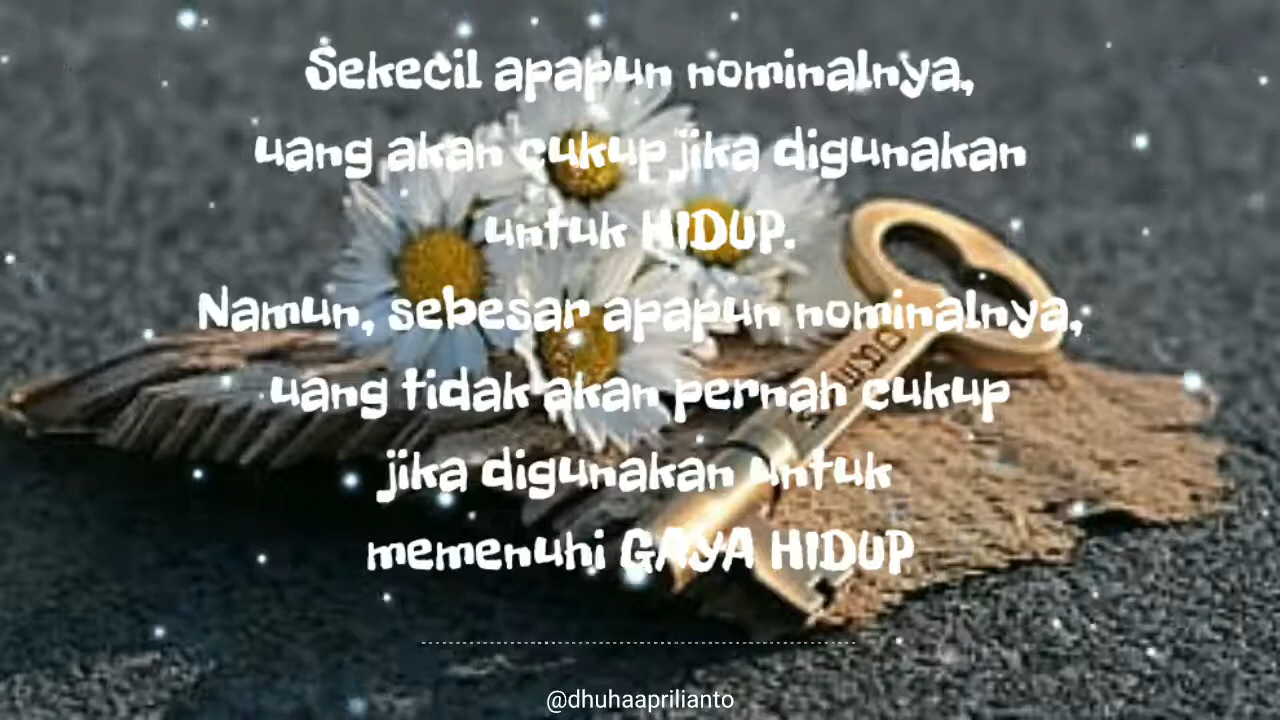 Sekecil apapun nominalnya,
uang akan cukup jika digunakan
untuk HIDUP.
Namun, sebesar apapun nominalnya,
uang tidak akan pernah cukup
jika digunakan untuk
memenuhi GAYA HIDUP
@dhuhaaprilianto